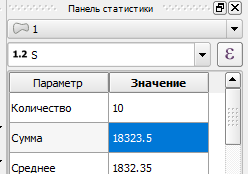 Панель статистики
1
1.2 S
ε
Параметр Значение
Количество 10
Сумма 18323.5
Среднее 1832.35